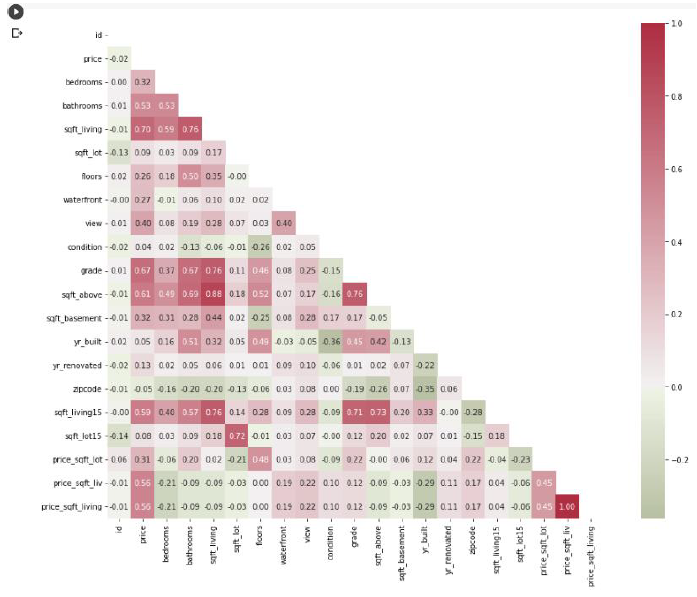 1.0
id
price -0.02
bedrooms 0.00 0.32
0.8
bathrooms 0.01 0.53 0.53
sqft_living -0.01 0.70 0.59 0.76
sqft_lot -0.13 0.09 0.03 0.09 0.17
0.6
floors 0.02 0.26 0.18 0.50 0.35 -0.00
waterfront -0.00 0.27 -0.01 0.06 0.10 0.02 0.02
view 0.01 0.40 0.08 0.19 0.28 0.07 0.03 0.40
0.4
condition -0.02 0.04 0.02 -0.13 -0.06 -0.01 -0.26 0.02 0.05
grade 0.01 0.67 0.37 0.67 0.76 0.11 0.46 0.08 0.25 -0.15
sqft_above -0.01 0.61 0.49 0.69 0.88 0.18 0.52 0.07 0.17 -0.16 0.76
0.2
sqft_basement -0.01 0.32 0.31 0.28 0.44 0.02 -0.25 0.08 0.28 0.17 0.17 -0.05
yr_built 0.02 0.05 0.16 0.51 0.32 0.05 0.49 -0.03 -0.05 -0.36 0.45 0.42 -0.13
yr_renovated -0.02 0.13 0.02 0.05 0.06 0.01 0.01 0.09 0.10 -0.06 0.01 0.02 0.07 -0.22
0.0
zipcode -0.01 -0.05 -0.16 -0.20 -0.20 -0.13 -0.06 0.03 0.08 0.00 -0.19 -0.26 0.07 -0.35 0.06
sqft_living15 -0.00 0.59 0.40 0.57 0.76 0.14 0.28 0.09 0.28 -0.09 0.71 0.73 0.20 0.33 -0.00 -0.28
sqft_lot15 -0.14 0.08 0.03 0.09 0.18 0.72 -0.01 0.03 0.07 -0.00 0.12 0.20 0.02 0.07 0.01 -0.15 0.18
-0.2
price_sqft_lot 0.06 0.31 -0.06 0.20 0.02 -0.21 0.48 0.03 0.08 -0.09 0.22 -0.00 0.06 0.12 0.04 0.22 -0.04 -0.23
price_sqft_liv -0.01 0.56 -0.21 -0.09 -0.09 -0.03 0.00 0.19 0.22 0.10 0.12 -0.09 -0.03 -0.29 0.11 0.17 0.04 -0.06 0.45
price_sqft_living -0.01 0.56 -0.21 -0.09 -0.09 -0.03 0.00 0.19 0.22 0.10 0.12 -0.09 -0.03 -0.29 0.11 0.17 0.04 -0.06 0.45 1.00
id price bedrooms bathrooms sqft_living sqft_lot floors waterfront view condition grade sqft_above sqft_basement yr_built yr_renovated zipcode sqft_living15 sqft_lot15 price_sqft_lot price_sqft_liv price_sqft_living